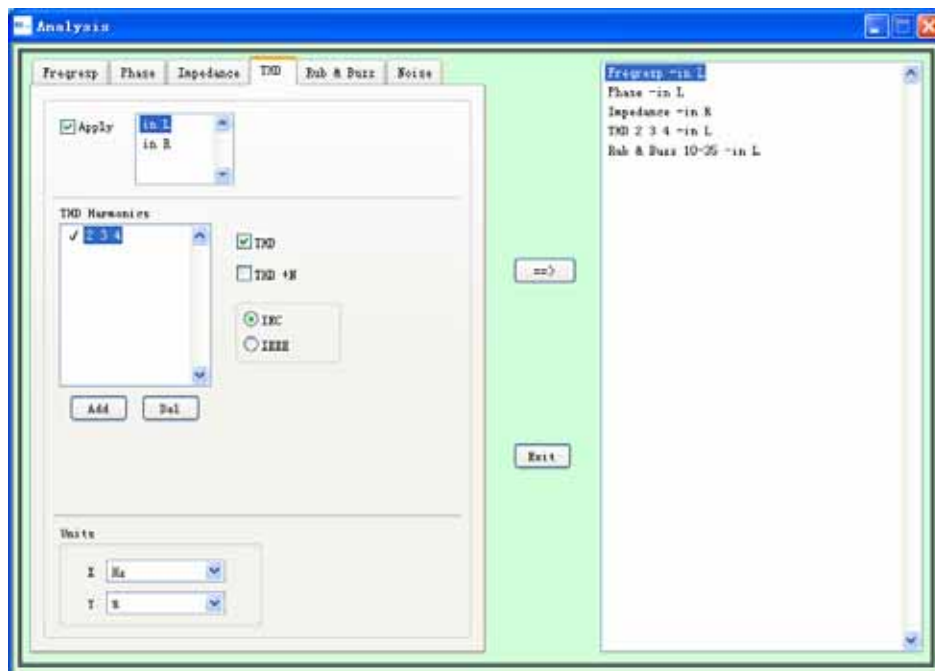 Analysis
Freqresp Phase Impedance THD Rub & Buzz Noise
Apply
in L
in R
THD Harmonics
2 3 4
THD
THD +N
IEC
IEEE
Add Del
==>
Exit
Units
X Hz
Y %
Freqresp -in L
Phase -in L
Impedance -in R
THD 2 3 4 -in L
Rub & Buzz 10-35 -in L